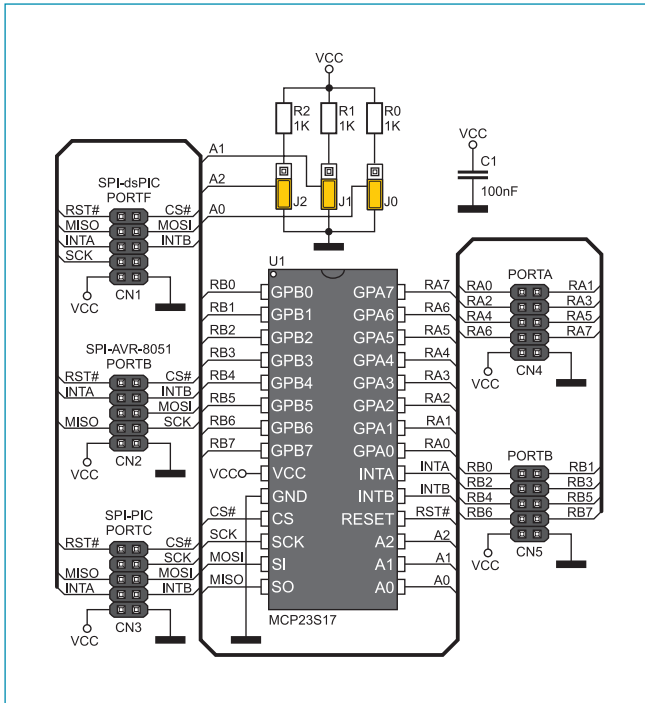 VCC
R2
1K
R1
1K
R0
1K
VCC
C1
100nF
A1
A2
A0
J2
J1
J0
SPI-dsPIC
PORTF
RST#
CS#
MISO
MOSI
INTA
INTB
SCK
VCC
CN1
SPI-AVR-8051
PORTB
RST#
CS#
INTA
INTB
MOSI
MISO
SCK
VCC
CN2
SPI-PIC
PORTC
RST#
CS#
SCK
MISO
MOSI
INTA
INTB
VCC
CN3
U1
RB0
GPB0
GPA7
RA7
RB1
GPB1
GPA6
RA6
RB2
GPB2
GPA5
RA5
RB3
GPB3
GPA4
RA4
RB4
GPB4
GPA3
RA3
RB5
GPB5
GPA2
RA2
RB6
GPB6
GPA1
RA1
RB7
GPB7
GPA0
RA0
VCC
VCC
INTA
INTA
GND
INTB
INTB
CS#
CS
RESET
RST#
SCK
SCK
A2
A2
MOSI
SI
A1
A1
MISO
SO
A0
A0
MCP23S17
PORTA
RA0
RA1
RA2
RA3
RA4
RA5
RA6
RA7
VCC
CN4
PORTB
RB0
RB1
RB2
RB3
RB4
RB5
RB6
RB7
VCC
CN5